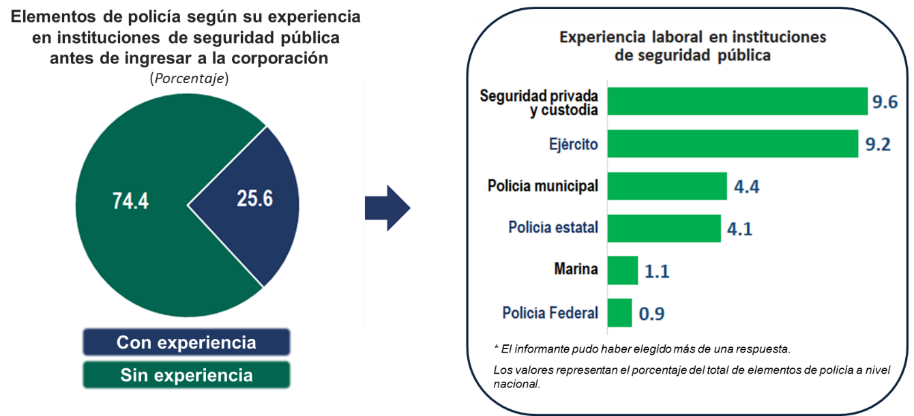 Elementos de policía según su experiencia
en instituciones de seguridad pública
antes de ingresar a la corporación
(Porcentaje)
74.4
25.6
Con experiencia
Sin experiencia
Experiencia laboral en instituciones
de seguridad pública
Seguridad privada
y custodia
9.6
Ejército
9.2
Policía municipal
4.4
Policía estatal
4.1
Marina
1.1
Policía Federal
0.9
* El informante pudo haber elegido más de una respuesta.
Los valores representan el porcentaje del total de elementos de policía a nivel
nacional.